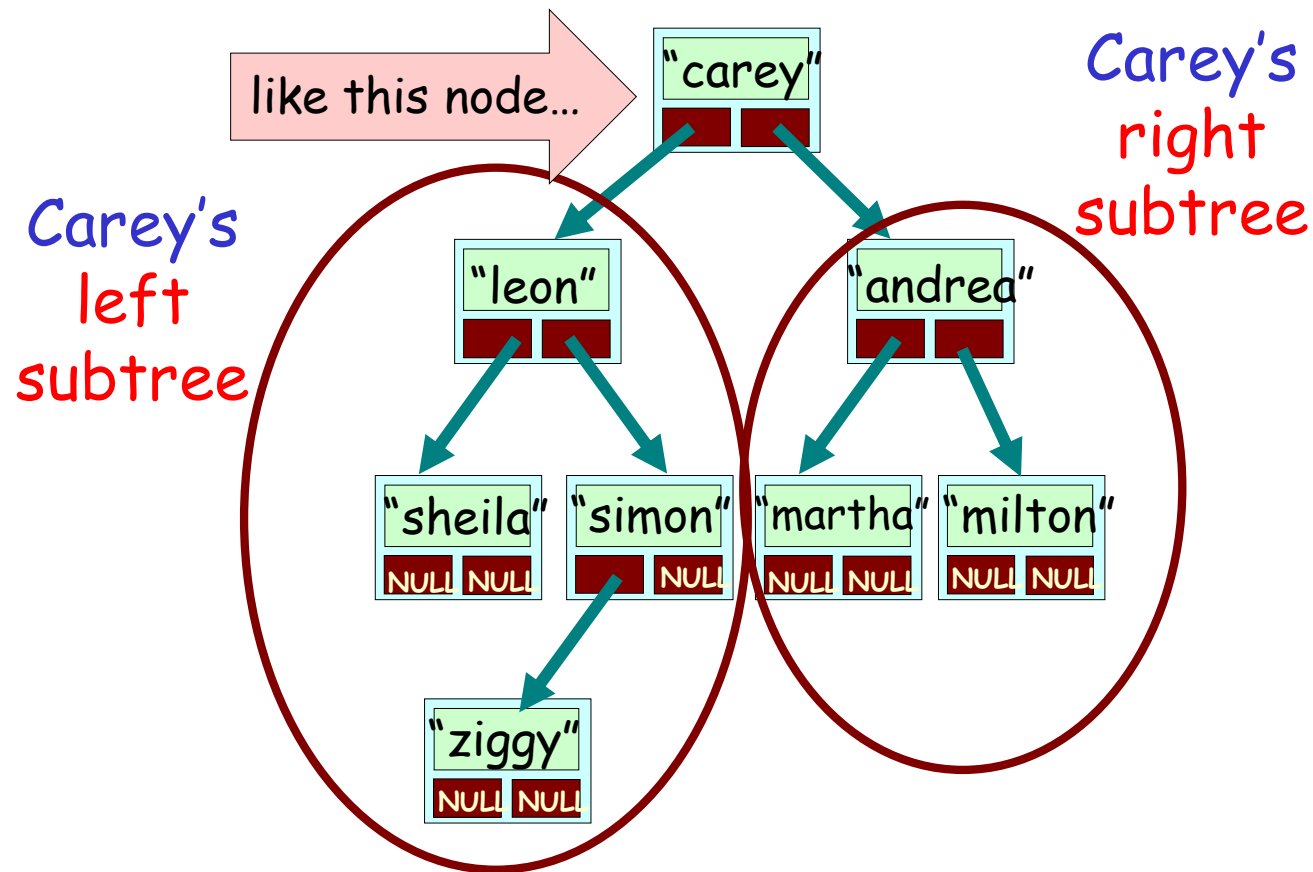 like this node…
"carey"
Carey's
right
subtree
Carey's
left
subtree
"leon"
"andrea"
"sheila"
"simon"
"martha"
"milton"
NULL NULL
NULL
NULL NULL
NULL NULL
"ziggy"
NULL NULL